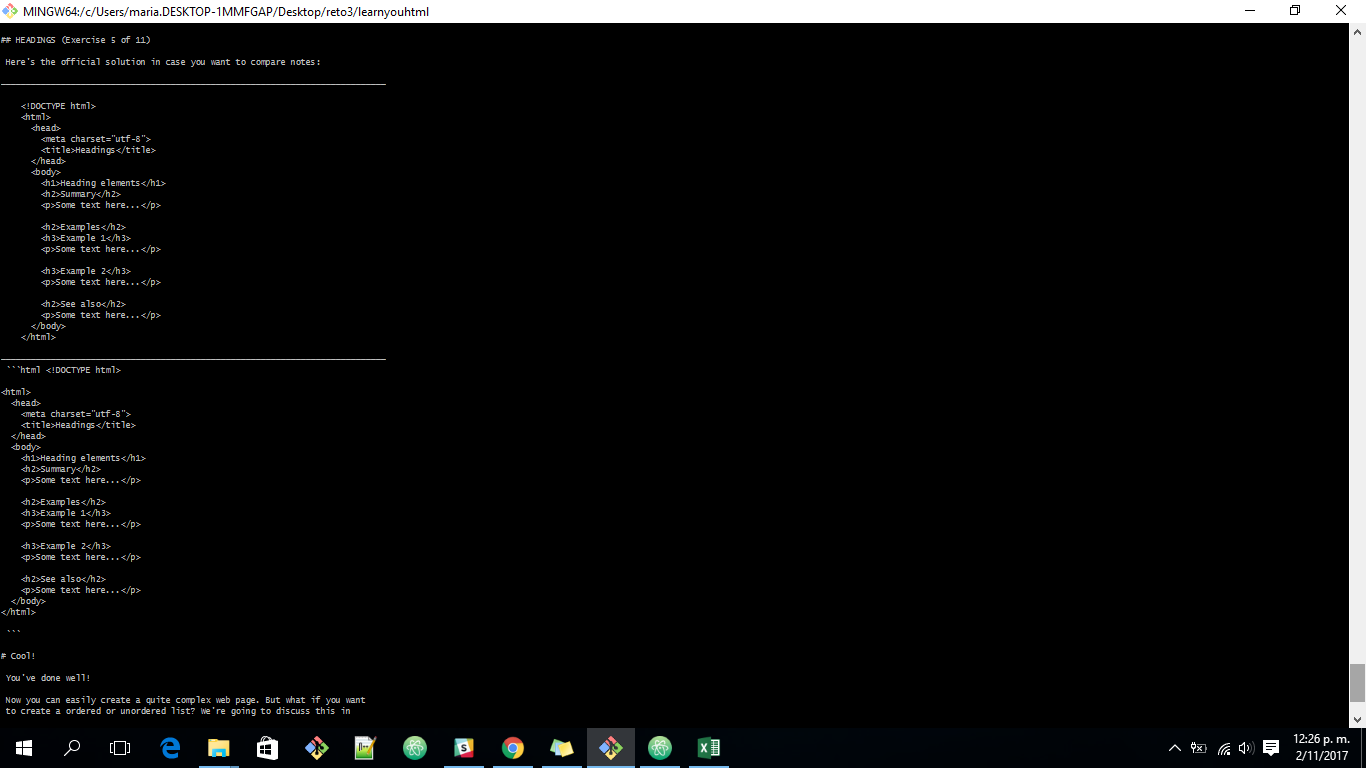 MINGW64:/c/Users/maria.DESKTOP-1MMFGAP/Desktop/reto3/learnyouhtml
## HEADINGS (Exercise 5 of 11)
Here's the official solution in case you want to compare notes:
<!DOCTYPE html>
<html>
<head>
<meta charset="utf-8">
<title>Headings</title>
</head>
<body>
<h1>Heading elements</h1>
<h2>Summary</h2>
<p>Some text here...</p>
<h2>Examples</h2>
<h3>Example 1</h3>
<p>Some text here...</p>
<h3>Example 2</h3>
<p>Some text here...</p>
<h2>See also</h2>
<p>Some text here...</p>
</body>
</html>
```html <!DOCTYPE html>
<html>
<head>
<meta charset="utf-8">
<title>Headings</title>
</head>
<body>
<h1>Heading elements</h1>
<h2>Summary</h2>
<p>Some text here...</p>
<h2>Examples</h2>
<h3>Example 1</h3>
<p>Some text here...</p>
<h3>Example 2</h3>
<p>Some text here...</p>
<h2>See also</h2>
<p>Some text here...</p>
</body>
</html>
```
# Cool!
You've done well!
Now you can easily create a quite complex web page. But what if you want
to create a ordered or unordered list? We're going to discuss this in
12:26 p. m.
2/11/2017